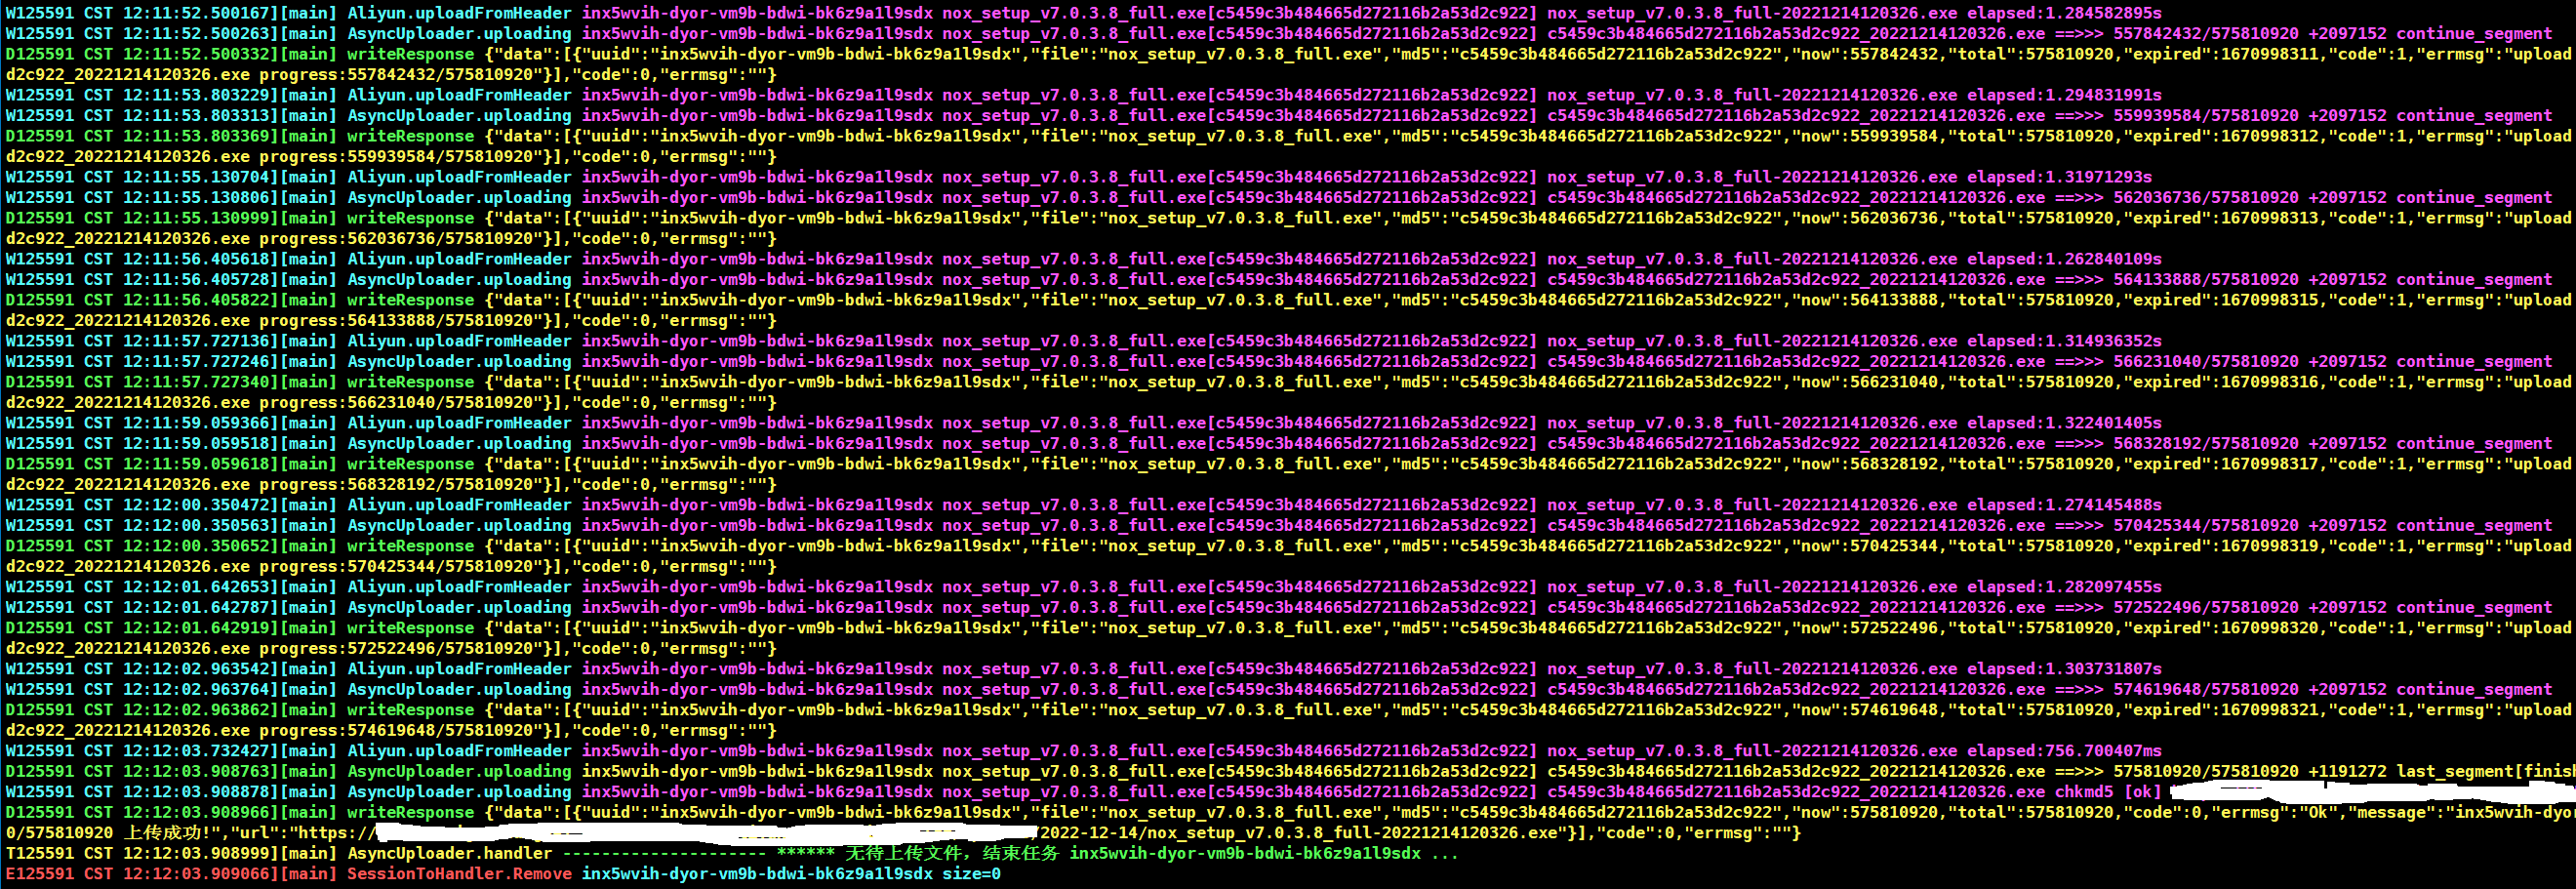 W125591 CST 12:11:52.500167][main] Aliyun.uploadFromHeader inx5wvih-dyor-vm9b-bdwi-bk6z9a1l9sdx nox_setup_v7.0.3.8_full.exe[c5459c3b484665d272116b2a53d2c922] nox_setup_v7.0.3.8_full-20221214120326.exe elapsed:1.284582895s
W125591 CST 12:11:52.500263][main] AsyncUploader.uploading inx5wvih-dyor-vm9b-bdwi-bk6z9a1l9sdx nox_setup_v7.0.3.8_full.exe[c5459c3b484665d272116b2a53d2c922] c5459c3b484665d272116b2a53d2c922_20221214120326.exe ==>>> 557842432/575810920 +2097152 continue_segment
D125591 CST 12:11:52.500332][main] writeResponse {"data":[{"uuid":"inx5wvih-dyor-vm9b-bdwi-bk6z9a1l9sdx","file":"nox_setup_v7.0.3.8_full.exe","md5":"c5459c3b484665d272116b2a53d2c922","now":557842432,"total":575810920,"expired":1670998311,"code":1,"errmsg":"upload
d2c922_20221214120326.exe progress:557842432/575810920"}],"code":0,"errmsg":""}
W125591 CST 12:11:53.803229][main] Aliyun.uploadFromHeader inx5wvih-dyor-vm9b-bdwi-bk6z9a1l9sdx nox_setup_v7.0.3.8_full.exe[c5459c3b484665d272116b2a53d2c922] nox_setup_v7.0.3.8_full-20221214120326.exe elapsed:1.294831991s
W125591 CST 12:11:53.803313][main] AsyncUploader.uploading inx5wvih-dyor-vm9b-bdwi-bk6z9a1l9sdx nox_setup_v7.0.3.8_full.exe[c5459c3b484665d272116b2a53d2c922] c5459c3b484665d272116b2a53d2c922_20221214120326.exe ==>>> 559939584/575810920 +2097152 continue_segment
D125591 CST 12:11:53.803369][main] writeResponse {"data":[{"uuid":"inx5wvih-dyor-vm9b-bdwi-bk6z9a1l9sdx","file":"nox_setup_v7.0.3.8_full.exe","md5":"c5459c3b484665d272116b2a53d2c922","now":559939584,"total":575810920,"expired":1670998312,"code":1,"errmsg":"upload
d2c922_20221214120326.exe progress:559939584/575810920"}],"code":0,"errmsg":""}
W125591 CST 12:11:55.130704][main] Aliyun.uploadFromHeader inx5wvih-dyor-vm9b-bdwi-bk6z9a1l9sdx nox_setup_v7.0.3.8_full.exe[c5459c3b484665d272116b2a53d2c922] nox_setup_v7.0.3.8_full-20221214120326.exe elapsed:1.31971293s
W125591 CST 12:11:55.130806][main] AsyncUploader.uploading inx5wvih-dyor-vm9b-bdwi-bk6z9a1l9sdx nox_setup_v7.0.3.8_full.exe[c5459c3b484665d272116b2a53d2c922] c5459c3b484665d272116b2a53d2c922_20221214120326.exe ==>>> 562036736/575810920 +2097152 continue_segment
D125591 CST 12:11:55.130999][main] writeResponse {"data":[{"uuid":"inx5wvih-dyor-vm9b-bdwi-bk6z9a1l9sdx","file":"nox_setup_v7.0.3.8_full.exe","md5":"c5459c3b484665d272116b2a53d2c922","now":562036736,"total":575810920,"expired":1670998313,"code":1,"errmsg":"upload
d2c922_20221214120326.exe progress:562036736/575810920"}],"code":0,"errmsg":""}
W125591 CST 12:11:56.405618][main] Aliyun.uploadFromHeader inx5wvih-dyor-vm9b-bdwi-bk6z9a1l9sdx nox_setup_v7.0.3.8_full.exe[c5459c3b484665d272116b2a53d2c922] nox_setup_v7.0.3.8_full-20221214120326.exe elapsed:1.262840109s
W125591 CST 12:11:56.405728][main] AsyncUploader.uploading inx5wvih-dyor-vm9b-bdwi-bk6z9a1l9sdx nox_setup_v7.0.3.8_full.exe[c5459c3b484665d272116b2a53d2c922] c5459c3b484665d272116b2a53d2c922_20221214120326.exe ==>>> 564133888/575810920 +2097152 continue_segment
D125591 CST 12:11:56.405822][main] writeResponse {"data":[{"uuid":"inx5wvih-dyor-vm9b-bdwi-bk6z9a1l9sdx","file":"nox_setup_v7.0.3.8_full.exe","md5":"c5459c3b484665d272116b2a53d2c922","now":564133888,"total":575810920,"expired":1670998315,"code":1,"errmsg":"upload
d2c922_20221214120326.exe progress:564133888/575810920"}],"code":0,"errmsg":""}
W125591 CST 12:11:57.727136][main] Aliyun.uploadFromHeader inx5wvih-dyor-vm9b-bdwi-bk6z9a1l9sdx nox_setup_v7.0.3.8_full.exe[c5459c3b484665d272116b2a53d2c922] nox_setup_v7.0.3.8_full-20221214120326.exe elapsed:1.314936352s
W125591 CST 12:11:57.727246][main] AsyncUploader.uploading inx5wvih-dyor-vm9b-bdwi-bk6z9a1l9sdx nox_setup_v7.0.3.8_full.exe[c5459c3b484665d272116b2a53d2c922] c5459c3b484665d272116b2a53d2c922_20221214120326.exe ==>>> 566231040/575810920 +2097152 continue_segment
D125591 CST 12:11:57.727340][main] writeResponse {"data":[{"uuid":"inx5wvih-dyor-vm9b-bdwi-bk6z9a1l9sdx","file":"nox_setup_v7.0.3.8_full.exe","md5":"c5459c3b484665d272116b2a53d2c922","now":566231040,"total":575810920,"expired":1670998316,"code":1,"errmsg":"upload
d2c922_20221214120326.exe progress:566231040/575810920"}],"code":0,"errmsg":""}
W125591 CST 12:11:59.059366][main] Aliyun.uploadFromHeader inx5wvih-dyor-vm9b-bdwi-bk6z9a1l9sdx nox_setup_v7.0.3.8_full.exe[c5459c3b484665d272116b2a53d2c922] nox_setup_v7.0.3.8_full-20221214120326.exe elapsed:1.322401405s
W125591 CST 12:11:59.059518][main] AsyncUploader.uploading inx5wvih-dyor-vm9b-bdwi-bk6z9a1l9sdx nox_setup_v7.0.3.8_full.exe[c5459c3b484665d272116b2a53d2c922] c5459c3b484665d272116b2a53d2c922_20221214120326.exe ==>>> 568328192/575810920 +2097152 continue_segment
D125591 CST 12:11:59.059618][main] writeResponse {"data":[{"uuid":"inx5wvih-dyor-vm9b-bdwi-bk6z9a1l9sdx","file":"nox_setup_v7.0.3.8_full.exe","md5":"c5459c3b484665d272116b2a53d2c922","now":568328192,"total":575810920,"expired":1670998317,"code":1,"errmsg":"upload
d2c922_20221214120326.exe progress:568328192/575810920"}],"code":0,"errmsg":""}
W125591 CST 12:12:00.350472][main] Aliyun.uploadFromHeader inx5wvih-dyor-vm9b-bdwi-bk6z9a1l9sdx nox_setup_v7.0.3.8_full.exe[c5459c3b484665d272116b2a53d2c922] nox_setup_v7.0.3.8_full-20221214120326.exe elapsed:1.274145488s
W125591 CST 12:12:00.350563][main] AsyncUploader.uploading inx5wvih-dyor-vm9b-bdwi-bk6z9a1l9sdx nox_setup_v7.0.3.8_full.exe[c5459c3b484665d272116b2a53d2c922] c5459c3b484665d272116b2a53d2c922_20221214120326.exe ==>>> 570425344/575810920 +2097152 continue_segment
D125591 CST 12:12:00.350652][main] writeResponse {"data":[{"uuid":"inx5wvih-dyor-vm9b-bdwi-bk6z9a1l9sdx","file":"nox_setup_v7.0.3.8_full.exe","md5":"c5459c3b484665d272116b2a53d2c922","now":570425344,"total":575810920,"expired":1670998319,"code":1,"errmsg":"upload
d2c922_20221214120326.exe progress:570425344/575810920"}],"code":0,"errmsg":""}
W125591 CST 12:12:01.642653][main] Aliyun.uploadFromHeader inx5wvih-dyor-vm9b-bdwi-bk6z9a1l9sdx nox_setup_v7.0.3.8_full.exe[c5459c3b484665d272116b2a53d2c922] nox_setup_v7.0.3.8_full-20221214120326.exe elapsed:1.282097455s
W125591 CST 12:12:01.642787][main] AsyncUploader.uploading inx5wvih-dyor-vm9b-bdwi-bk6z9a1l9sdx nox_setup_v7.0.3.8_full.exe[c5459c3b484665d272116b2a53d2c922] c5459c3b484665d272116b2a53d2c922_20221214120326.exe ==>>> 572522496/575810920 +2097152 continue_segment
D125591 CST 12:12:01.642919][main] writeResponse {"data":[{"uuid":"inx5wvih-dyor-vm9b-bdwi-bk6z9a1l9sdx","file":"nox_setup_v7.0.3.8_full.exe","md5":"c5459c3b484665d272116b2a53d2c922","now":572522496,"total":575810920,"expired":1670998320,"code":1,"errmsg":"upload
d2c922_20221214120326.exe progress:572522496/575810920"}],"code":0,"errmsg":""}
W125591 CST 12:12:02.963542][main] Aliyun.uploadFromHeader inx5wvih-dyor-vm9b-bdwi-bk6z9a1l9sdx nox_setup_v7.0.3.8_full.exe[c5459c3b484665d272116b2a53d2c922] nox_setup_v7.0.3.8_full-20221214120326.exe elapsed:1.303731807s
W125591 CST 12:12:02.963764][main] AsyncUploader.uploading inx5wvih-dyor-vm9b-bdwi-bk6z9a1l9sdx nox_setup_v7.0.3.8_full.exe[c5459c3b484665d272116b2a53d2c922] c5459c3b484665d272116b2a53d2c922_20221214120326.exe ==>>> 574619648/575810920 +2097152 continue_segment
D125591 CST 12:12:02.963862][main] writeResponse {"data":[{"uuid":"inx5wvih-dyor-vm9b-bdwi-bk6z9a1l9sdx","file":"nox_setup_v7.0.3.8_full.exe","md5":"c5459c3b484665d272116b2a53d2c922","now":574619648,"total":575810920,"expired":1670998321,"code":1,"errmsg":"upload
d2c922_20221214120326.exe progress:574619648/575810920"}],"code":0,"errmsg":""}
W125591 CST 12:12:03.732427][main] Aliyun.uploadFromHeader inx5wvih-dyor-vm9b-bdwi-bk6z9a1l9sdx nox_setup_v7.0.3.8_full.exe[c5459c3b484665d272116b2a53d2c922] nox_setup_v7.0.3.8_full-20221214120326.exe elapsed:756.700407ms
D125591 CST 12:12:03.908763][main] AsyncUploader.uploading inx5wvih-dyor-vm9b-bdwi-bk6z9a1l9sdx nox_setup_v7.0.3.8_full.exe[c5459c3b484665d272116b2a53d2c922] c5459c3b484665d272116b2a53d2c922_20221214120326.exe ==>>> 575810920/575810920 +1191272 last_segment[finish
W125591 CST 12:12:03.908878][main] AsyncUploader.uploading inx5wvih-dyor-vm9b-bdwi-bk6z9a1l9sdx nox_setup_v7.0.3.8_full.exe[c5459c3b484665d272116b2a53d2c922] c5459c3b484665d272116b2a53d2c922_20221214120326.exe chkmd5 [ok]
D125591 CST 12:12:03.908966][main] writeResponse {"data":[{"uuid":"inx5wvih-dyor-vm9b-bdwi-bk6z9a1l9sdx","file":"nox_setup_v7.0.3.8_full.exe","md5":"c5459c3b484665d272116b2a53d2c922","now":575810920,"total":575810920,"code":0,"errmsg":"Ok","message":"inx5wvih-dyo
0/575810920 上传成功!","url":"https:// /2022-12-14/nox_setup_v7.0.3.8_full-20221214120326.exe"}],"code":0,"errmsg":""}
T125591 CST 12:12:03.908999][main] AsyncUploader.handler --------------------- ****** 无待上传文件，结束任务 inx5wvih-dyor-vm9b-bdwi-bk6z9a1l9sdx ...
E125591 CST 12:12:03.909066][main] SessionToHandler.Remove inx5wvih-dyor-vm9b-bdwi-bk6z9a1l9sdx size=0